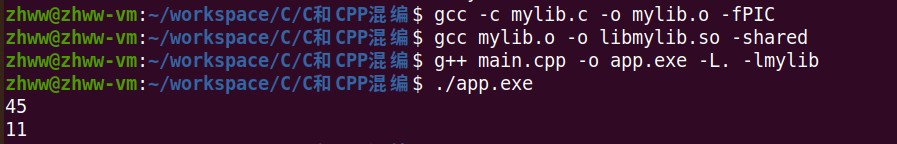 zhww@zhww-vm:~/workspace/C/C和CPP混编$ gcc -c mylib.c -o mylib.o -fPIC
zhww@zhww-vm:~/workspace/C/C和CPP混编$ gcc mylib.o -o libmylib.so -shared
zhww@zhww-vm:~/workspace/C/C和CPP混编$ g++ main.cpp -o app.exe -L. -lmylib
zhww@zhww-vm:~/workspace/C/C和CPP混编$ ./app.exe
45
11